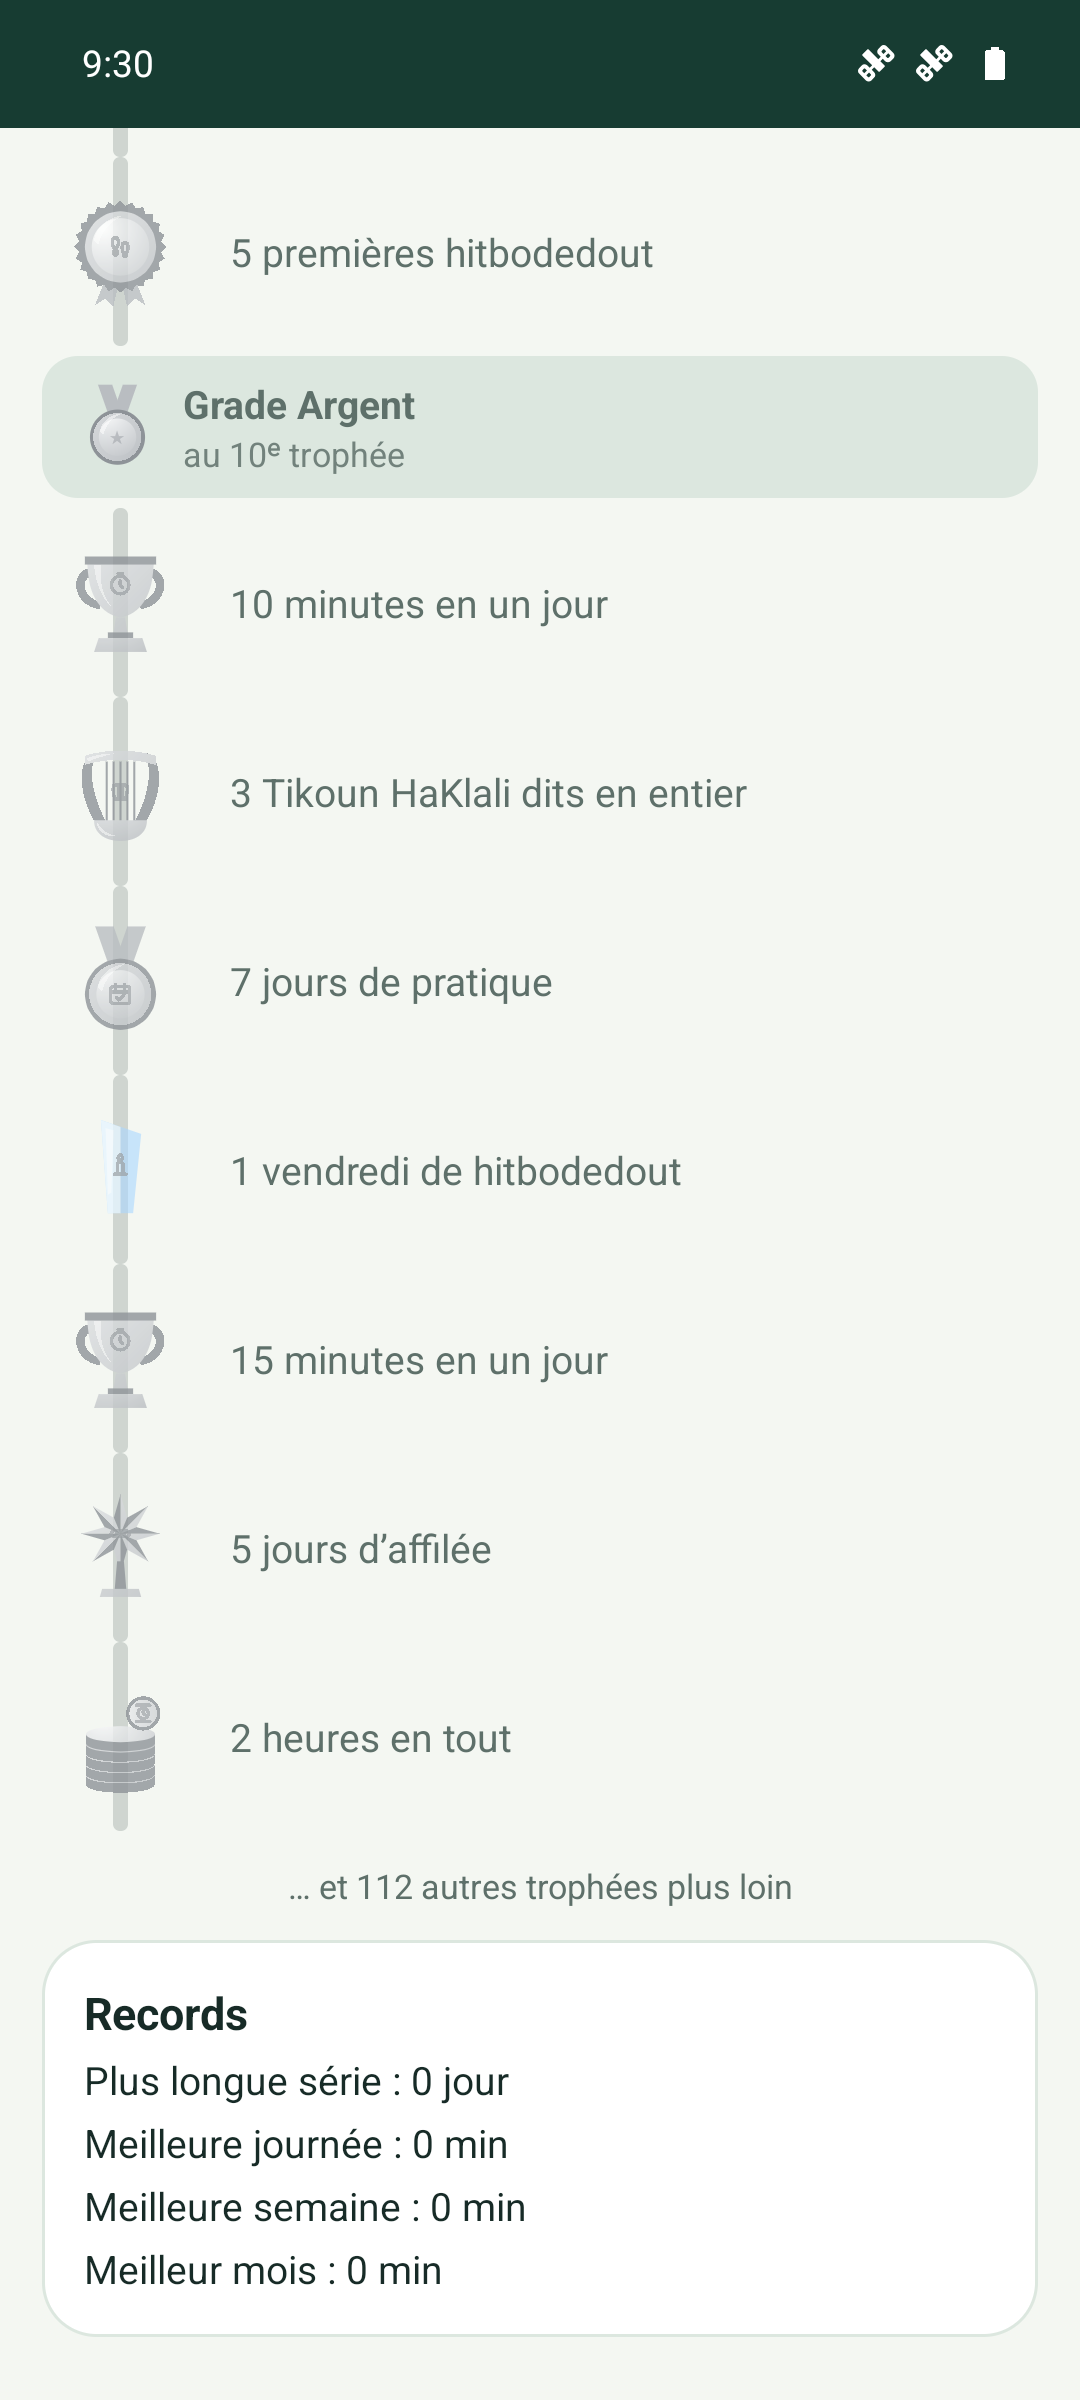 9:30
5 premières hitbodedout
Grade Argent
au 10ᵉ trophée
10 minutes en un jour
3 Tikoun HaKlali dits en entier
7 jours de pratique
1 vendredi de hitbodedout
15 minutes en un jour
5 jours d’affilée
2 heures en tout
… et 112 autres trophées plus loin
Records
Plus longue série : 0 jour
Meilleure journée : 0 min
Meilleure semaine : 0 min
Meilleur mois : 0 min